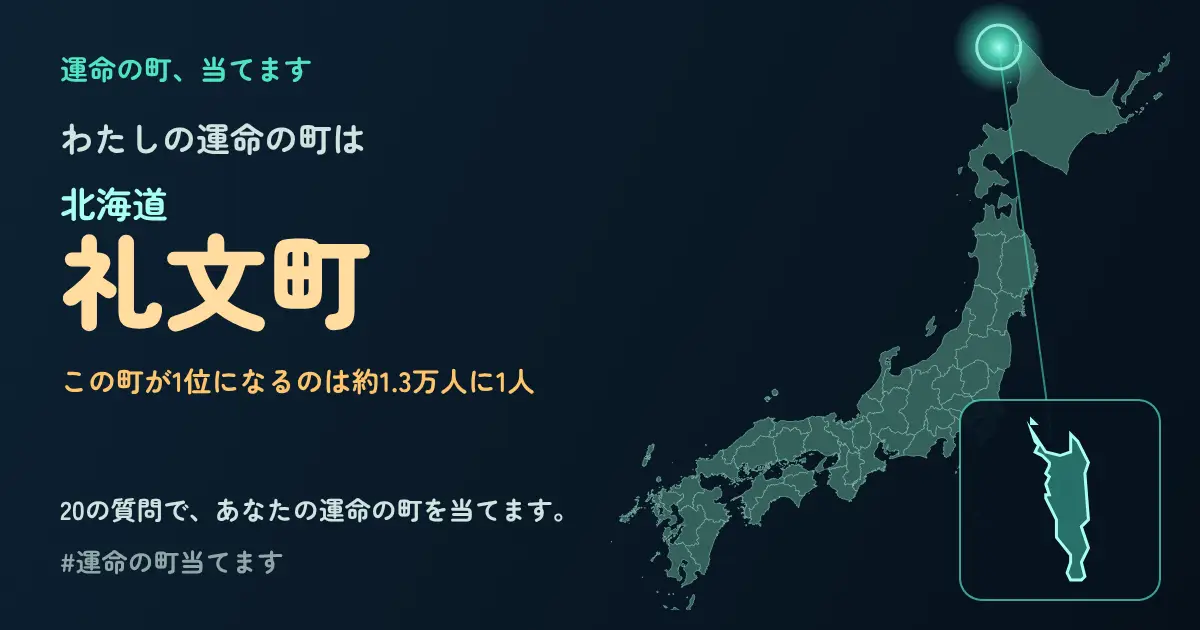 運命の町、当てます
わたしの運命の町は
北海道
礼文町
この町が1位になるのは約1.3万人に1人
20の質問で、あなたの運命の町を当てます。
#運命の町当てます